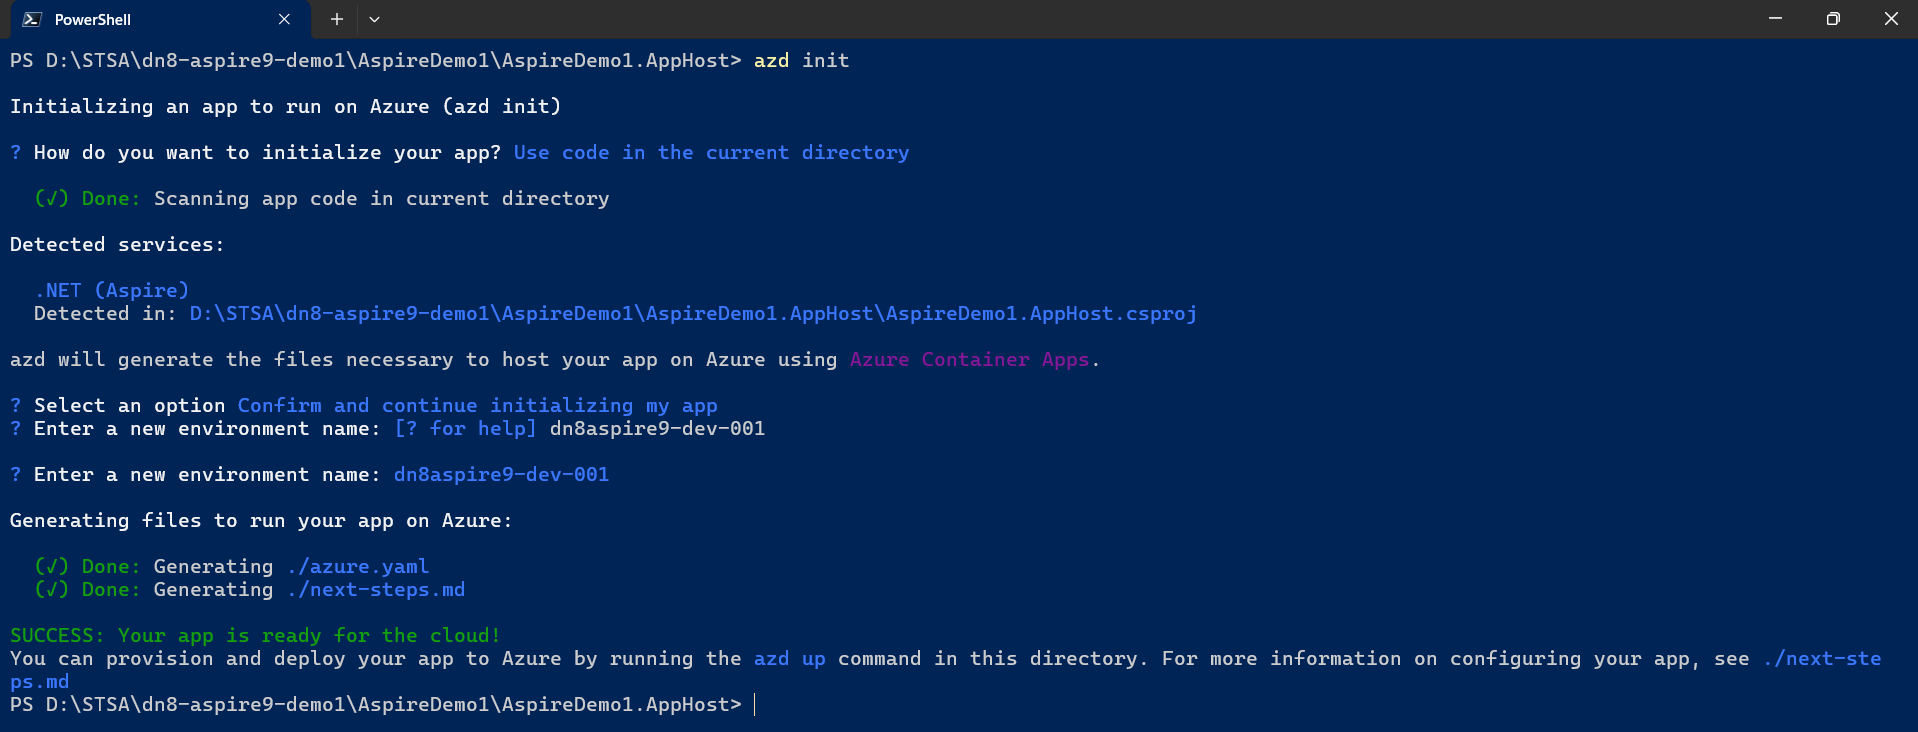 PowerShell
PS D:\STSA\dn8-aspire9-demo1\AspireDemo1\AspireDemo1.AppHost> azd init
Initializing an app to run on Azure (azd init)
? How do you want to initialize your app? Use code in the current directory
(√) Done: Scanning app code in current directory
Detected services:
.NET (Aspire)
Detected in: D:\STSA\dn8-aspire9-demo1\AspireDemo1\AspireDemo1.AppHost\AspireDemo1.AppHost.csproj
azd will generate the files necessary to host your app on Azure using Azure Container Apps.
? Select an option Confirm and continue initializing my app
? Enter a new environment name: [? for help] dn8aspire9-dev-001
? Enter a new environment name: dn8aspire9-dev-001
Generating files to run your app on Azure:
(√) Done: Generating ./azure.yaml
(√) Done: Generating ./next-steps.md
SUCCESS: Your app is ready for the cloud!
You can provision and deploy your app to Azure by running the azd up command in this directory. For more information on configuring your app, see ./next-ste
ps.md
PS D:\STSA\dn8-aspire9-demo1\AspireDemo1\AspireDemo1.AppHost>